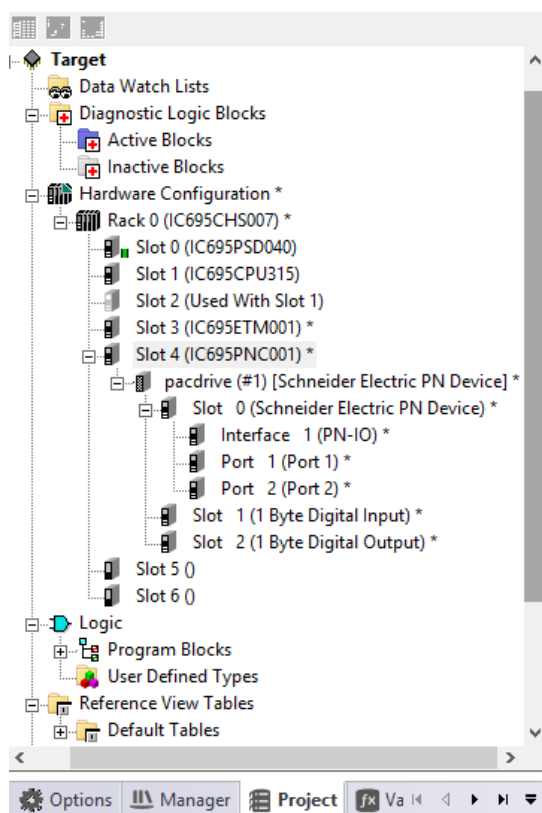 Target
Data Watch Lists
Diagnostic Logic Blocks
Active Blocks
Inactive Blocks
Hardware Configuration *
Rack 0 (IC695CHS007) *
Slot 0 (IC695PSD040)
Slot 1 (IC695CPU315)
Slot 2 (Used With Slot 1)
Slot 3 (IC695ETM001) *
Slot 4 (IC695PNC001) *
pacdrive (#1) [Schneider Electric PN Device] *
Slot 0 (Schneider Electric PN Device) *
Interface 1 (PN-IO) *
Port 1 (Port 1) *
Port 2 (Port 2) *
Slot 1 (1 Byte Digital Input) *
Slot 2 (1 Byte Digital Output) *
Slot 5 ()
Slot 6 ()
Logic
Program Blocks
User Defined Types
Reference View Tables
Default Tables
Options Manager Project fx Va